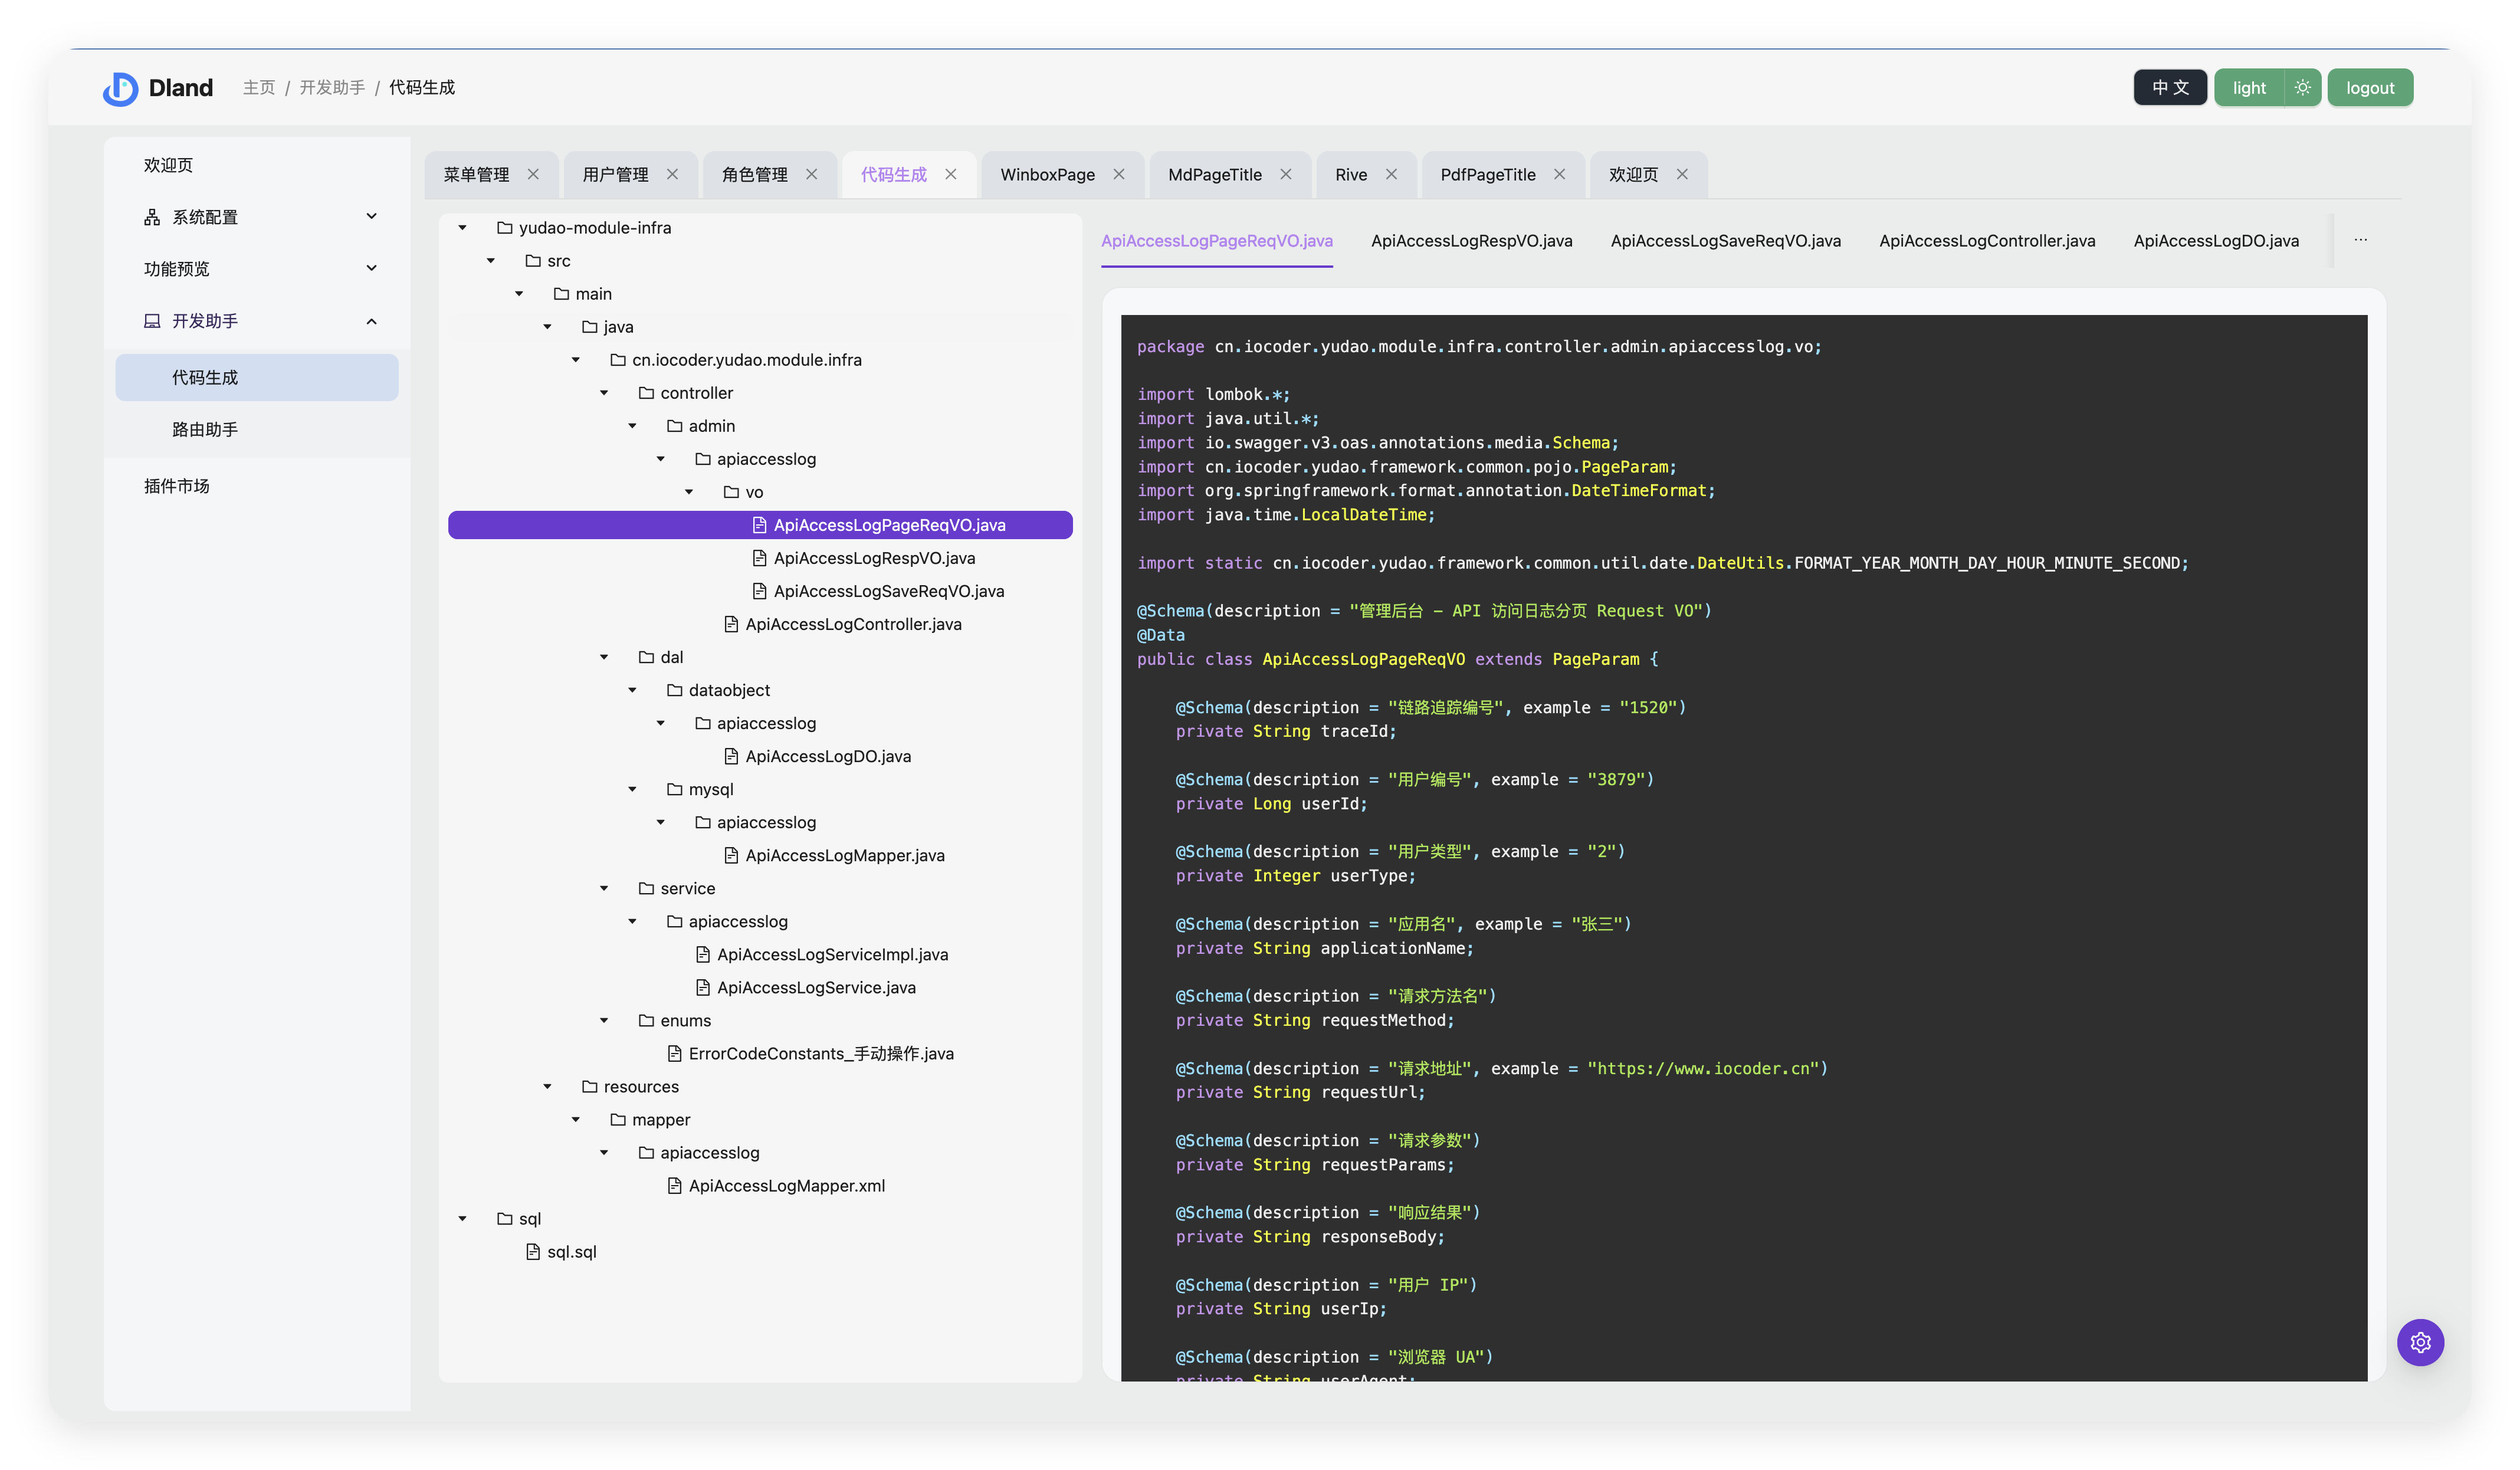 Dland 主页 / 开发助手 / 代码生成 中文 light logout
欢迎页
系统配置
功能预览
开发助手
代码生成
路由助手
插件市场
菜单管理 用户管理 角色管理 代码生成 WinboxPage MdPageTitle Rive PdfPageTitle 欢迎页
yudao-module-infra
src
main
java
cn.iocoder.yudao.module.infra
controller
admin
apiaccesslog
vo
ApiAccessLogPageReqVO.java
ApiAccessLogRespVO.java
ApiAccessLogSaveReqVO.java
ApiAccessLogController.java
dal
dataobject
apiaccesslog
ApiAccessLogDO.java
mysql
apiaccesslog
ApiAccessLogMapper.java
service
apiaccesslog
ApiAccessLogServiceImpl.java
ApiAccessLogService.java
enums
ErrorCodeConstants_手动操作.java
resources
mapper
apiaccesslog
ApiAccessLogMapper.xml
sql
sql.sql
ApiAccessLogPageReqVO.java ApiAccessLogRespVO.java ApiAccessLogSaveReqVO.java ApiAccessLogController.java ApiAccessLogDO.java ...
package cn.iocoder.yudao.module.infra.controller.admin.apiaccesslog.vo;
import lombok.*;
import java.util.*;
import io.swagger.v3.oas.annotations.media.Schema;
import cn.iocoder.yudao.framework.common.pojo.PageParam;
import org.springframework.format.annotation.DateTimeFormat;
import java.time.LocalDateTime;
import static cn.iocoder.yudao.framework.common.util.date.DateUtils.FORMAT_YEAR_MONTH_DAY_HOUR_MINUTE_SECOND;
@Schema(description = "管理后台 - API 访问日志分页 Request VO")
@Data
public class ApiAccessLogPageReqVO extends PageParam {
@Schema(description = "链路追踪编号", example = "1520")
private String traceId;
@Schema(description = "用户编号", example = "3879")
private Long userId;
@Schema(description = "用户类型", example = "2")
private Integer userType;
@Schema(description = "应用名", example = "张三")
private String applicationName;
@Schema(description = "请求方法名")
private String requestMethod;
@Schema(description = "请求地址", example = "https://www.iocoder.cn")
private String requestUrl;
@Schema(description = "请求参数")
private String requestParams;
@Schema(description = "响应结果")
private String responseBody;
@Schema(description = "用户 IP")
private String userIp;
@Schema(description = "浏览器 UA")
private String userAgent;